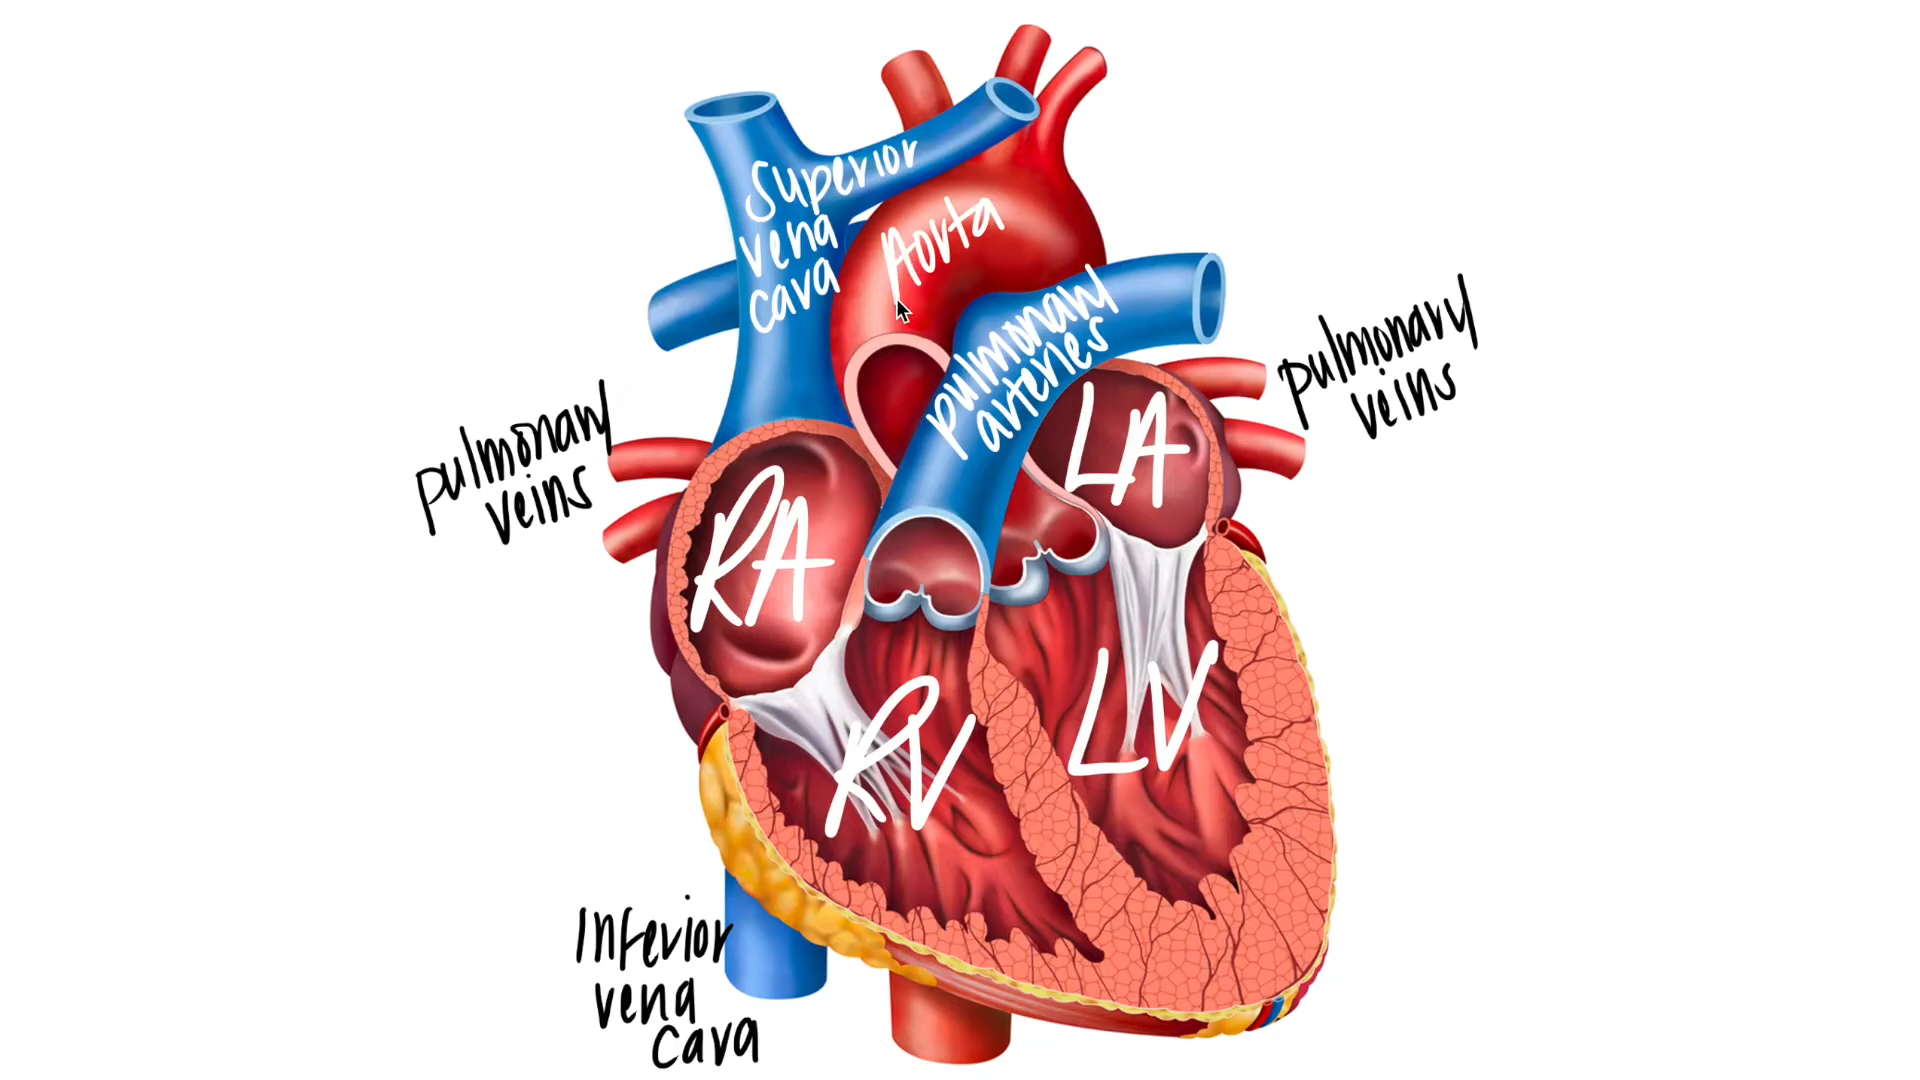 Superior
vena
cava
Aorta
pulmonary
arteries
pulmonary
veins
pulmonary
veins
LA
RA
RV
LV
Inferior
vena
cava